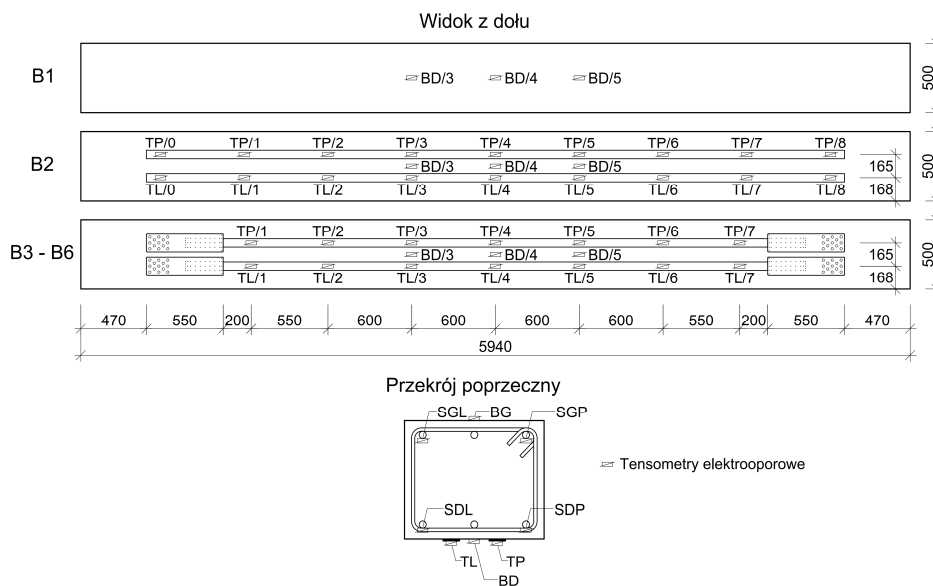 Widok z dołu
B1
BD/3 BD/4 BD/5
500
B2
TP/0 TP/1 TP/2 TP/3 TP/4 TP/5 TP/6 TP/7 TP/8
BD/3 BD/4 BD/5
TL/0 TL/1 TL/2 TL/3 TL/4 TL/5 TL/6 TL/7 TL/8
165
168
500
B3 - B6
TP/1 TP/2 TP/3 TP/4 TP/5 TP/6 TP/7
BD/3 BD/4 BD/5
TL/1 TL/2 TL/3 TL/4 TL/5 TL/6 TL/7
165
168
500
470 550 200 550 600 600 600 600 550 200 550 470
5940
Przekrój poprzeczny
SGL BG SGP
Tensometry elektrooporowe
SDL SDP
TL TP
BD